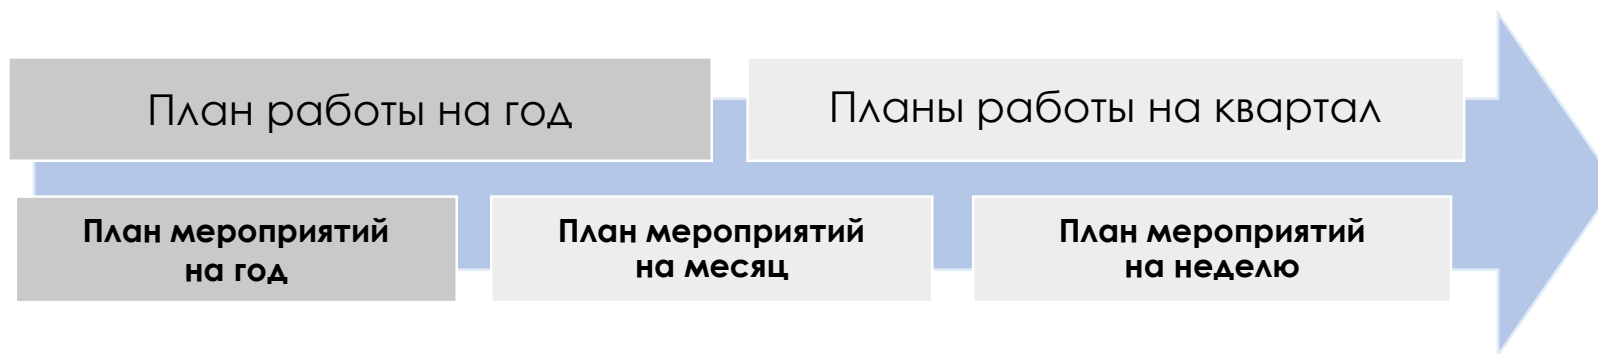 План работы на год
Планы работы на квартал
План мероприятий
на год
План мероприятий
на месяц
План мероприятий
на неделю